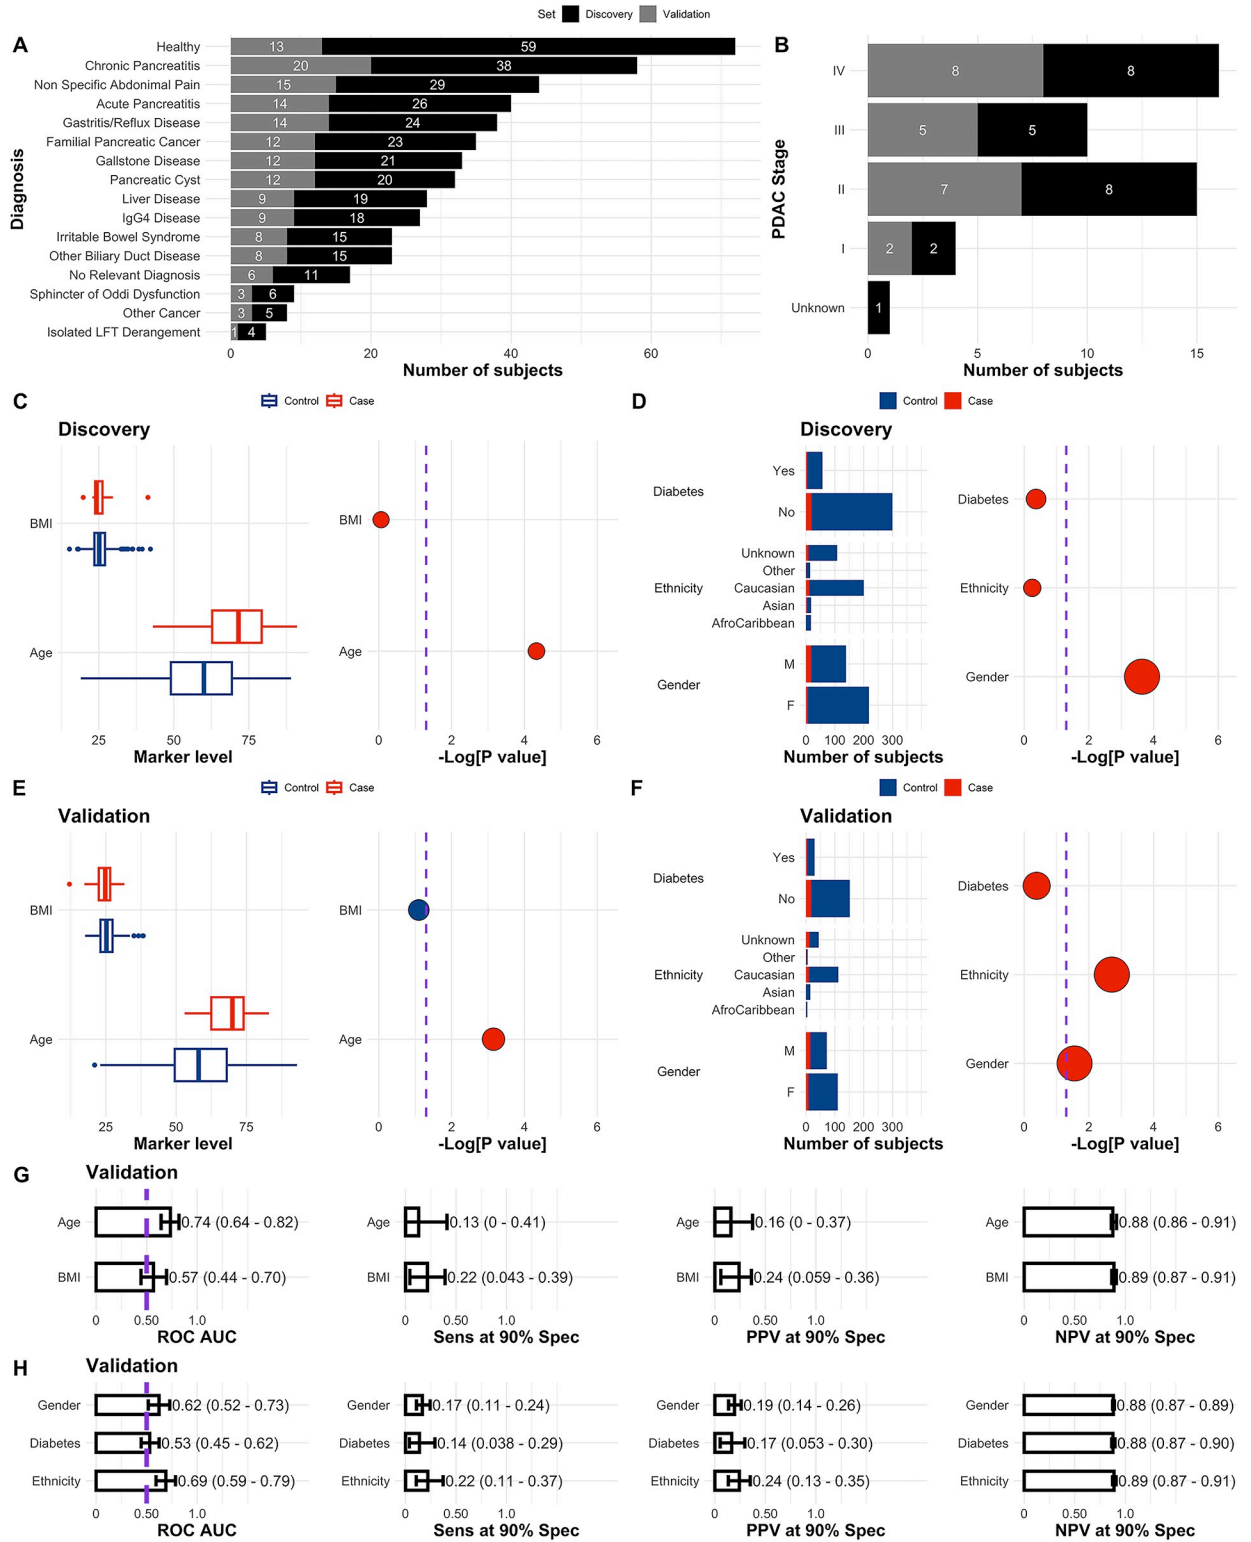 Set Discovery Validation
A
Diagnosis
Healthy 13 59
Chronic Pancreatitis 20 38
Non Specific Abdominal Pain 15 29
Acute Pancreatitis 14 26
Gastritis/Reflux Disease 14 24
Familial Pancreatic Cancer 12 23
Gallstone Disease 12 21
Pancreatic Cyst 12 20
Liver Disease 9 19
IgG4 Disease 9 18
Irritable Bowel Syndrome 8 15
Other Biliary Duct Disease 8 15
No Relevant Diagnosis 6 11
Sphincter of Oddi Dysfunction 3 6
Other Cancer 3 5
Isolated LFT Derangement 1 4
0 20 40 60
Number of subjects
B
PDAC Stage
IV 8 8
III 5 5
II 7 8
I 2 2
Unknown 1
0 5 10 15
Number of subjects
C
Control Case
Discovery
BMI
Age
25 50 75
Marker level
BMI
Age
0 2 4 6
-Log[P value]
D
Control Case
Discovery
Diabetes
Yes
No
Ethnicity
Unknown
Other
Caucasian
Asian
AfroCaribbean
Gender
M
F
0 100 200 300
Number of subjects
Diabetes
Ethnicity
Gender
0 2 4 6
-Log[P value]
E
Control Case
Validation
BMI
Age
25 50 75
Marker level
BMI
Age
0 2 4 6
-Log[P value]
F
Control Case
Validation
Diabetes
Yes
No
Ethnicity
Unknown
Other
Caucasian
Asian
AfroCaribbean
Gender
M
F
0 100 200 300
Number of subjects
Diabetes
Ethnicity
Gender
0 2 4 6
-Log[P value]
G
Validation
Age 0.74 (0.64 - 0.82)
BMI 0.57 (0.44 - 0.70)
0 0.50 1.0
ROC AUC
Age 0.13 (0 - 0.41)
BMI 0.22 (0.043 - 0.39)
0 0.50 1.0
Sens at 90% Spec
Age 0.16 (0 - 0.37)
BMI 0.24 (0.059 - 0.36)
0 0.50 1.0
PPV at 90% Spec
Age 0.88 (0.86 - 0.91)
BMI 0.89 (0.87 - 0.91)
0 0.50 1.0
NPV at 90% Spec
H
Validation
Gender 0.62 (0.52 - 0.73)
Diabetes 0.53 (0.45 - 0.62)
Ethnicity 0.69 (0.59 - 0.79)
0 0.50 1.0
ROC AUC
Gender 0.17 (0.11 - 0.24)
Diabetes 0.14 (0.038 - 0.29)
Ethnicity 0.22 (0.11 - 0.37)
0 0.50 1.0
Sens at 90% Spec
Gender 0.19 (0.14 - 0.26)
Diabetes 0.17 (0.053 - 0.30)
Ethnicity 0.24 (0.13 - 0.35)
0 0.50 1.0
PPV at 90% Spec
Gender 0.88 (0.87 - 0.89)
Diabetes 0.88 (0.87 - 0.90)
Ethnicity 0.89 (0.87 - 0.91)
0 0.50 1.0
NPV at 90% Spec